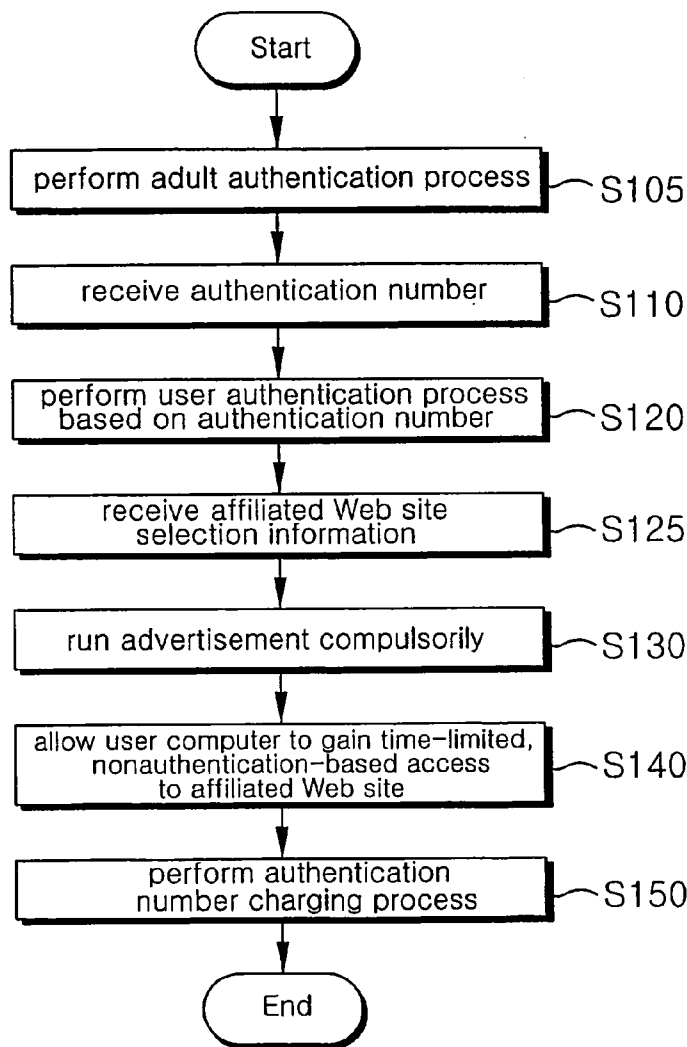 Start
perform adult authentication process
S105
receive authentication number
S110
perform user authentication process
based on authentication number
S120
receive affiliated Web site
selection information
S125
run advertisement compulsorily
S130
allow user computer to gain time-limited,
nonauthentication-based access
to affiliated Web site
S140
perform authentication
number charging process
S150
End